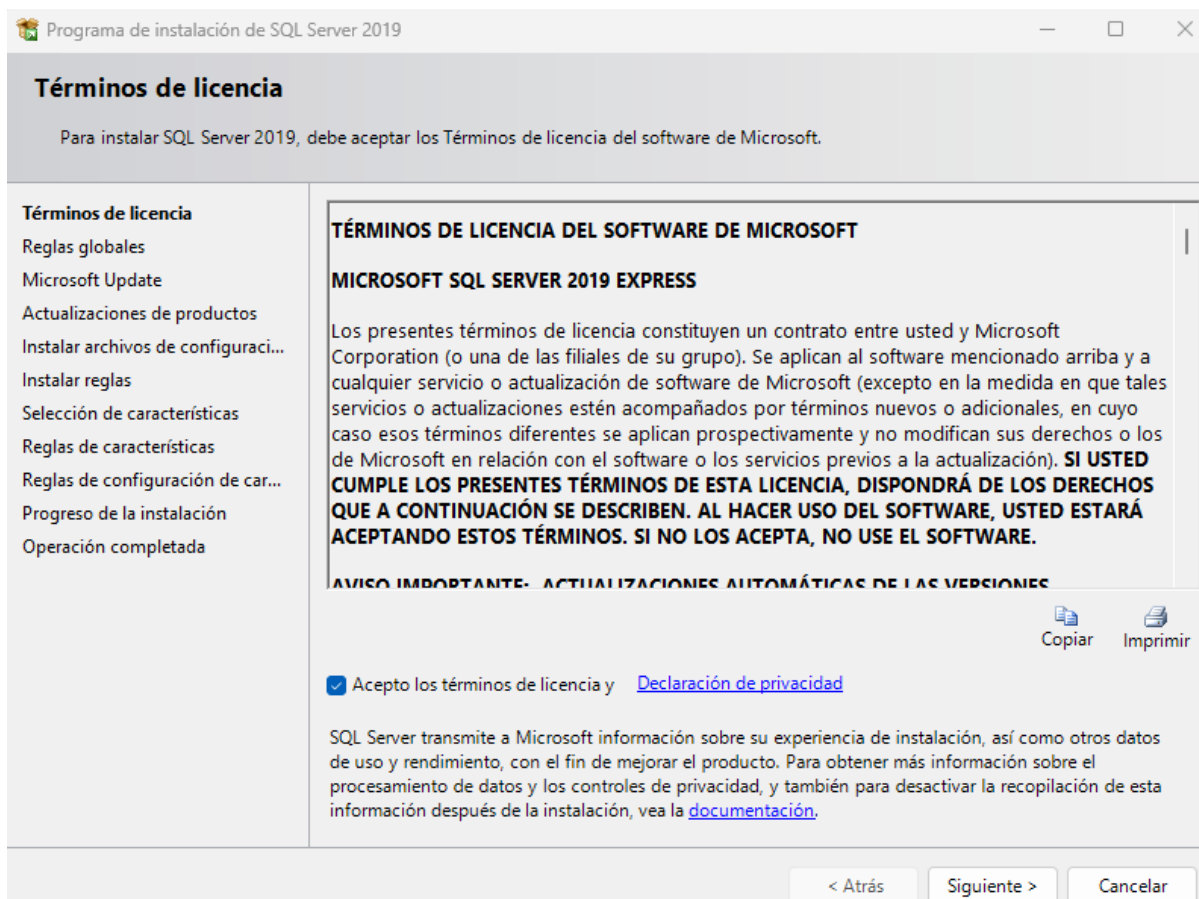 Programa de instalación de SQL Server 2019
Términos de licencia
Para instalar SQL Server 2019, debe aceptar los Términos de licencia del software de Microsoft.
Términos de licencia
Reglas globales
Microsoft Update
Actualizaciones de productos
Instalar archivos de configuraci...
Instalar reglas
Selección de características
Reglas de características
Reglas de configuración de car...
Progreso de la instalación
Operación completada
TÉRMINOS DE LICENCIA DEL SOFTWARE DE MICROSOFT
MICROSOFT SQL SERVER 2019 EXPRESS
Los presentes términos de licencia constituyen un contrato entre usted y Microsoft
Corporation (o una de las filiales de su grupo). Se aplican al software mencionado arriba y a
cualquier servicio o actualización de software de Microsoft (excepto en la medida en que tales
servicios o actualizaciones estén acompañados por términos nuevos o adicionales, en cuyo
caso esos términos diferentes se aplican prospectivamente y no modifican sus derechos o los
de Microsoft en relación con el software o los servicios previos a la actualización). SI USTED
CUMPLE LOS PRESENTES TÉRMINOS DE ESTA LICENCIA, DISPONDRÁ DE LOS DERECHOS
QUE A CONTINUACIÓN SE DESCRIBEN. AL HACER USO DEL SOFTWARE, USTED ESTARÁ
ACEPTANDO ESTOS TÉRMINOS. SI NO LOS ACEPTA, NO USE EL SOFTWARE.
AVISO IMPORTANTE: ACTUALIZACIONES AUTOMÁTICAS DE LAS VERSIONES
Copiar Imprimir
Acepto los términos de licencia y Declaración de privacidad
SQL Server transmite a Microsoft información sobre su experiencia de instalación, así como otros datos
de uso y rendimiento, con el fin de mejorar el producto. Para obtener más información sobre el
procesamiento de datos y los controles de privacidad, y también para desactivar la recopilación de esta
información después de la instalación, vea la documentación.
< Atrás Siguiente > Cancelar